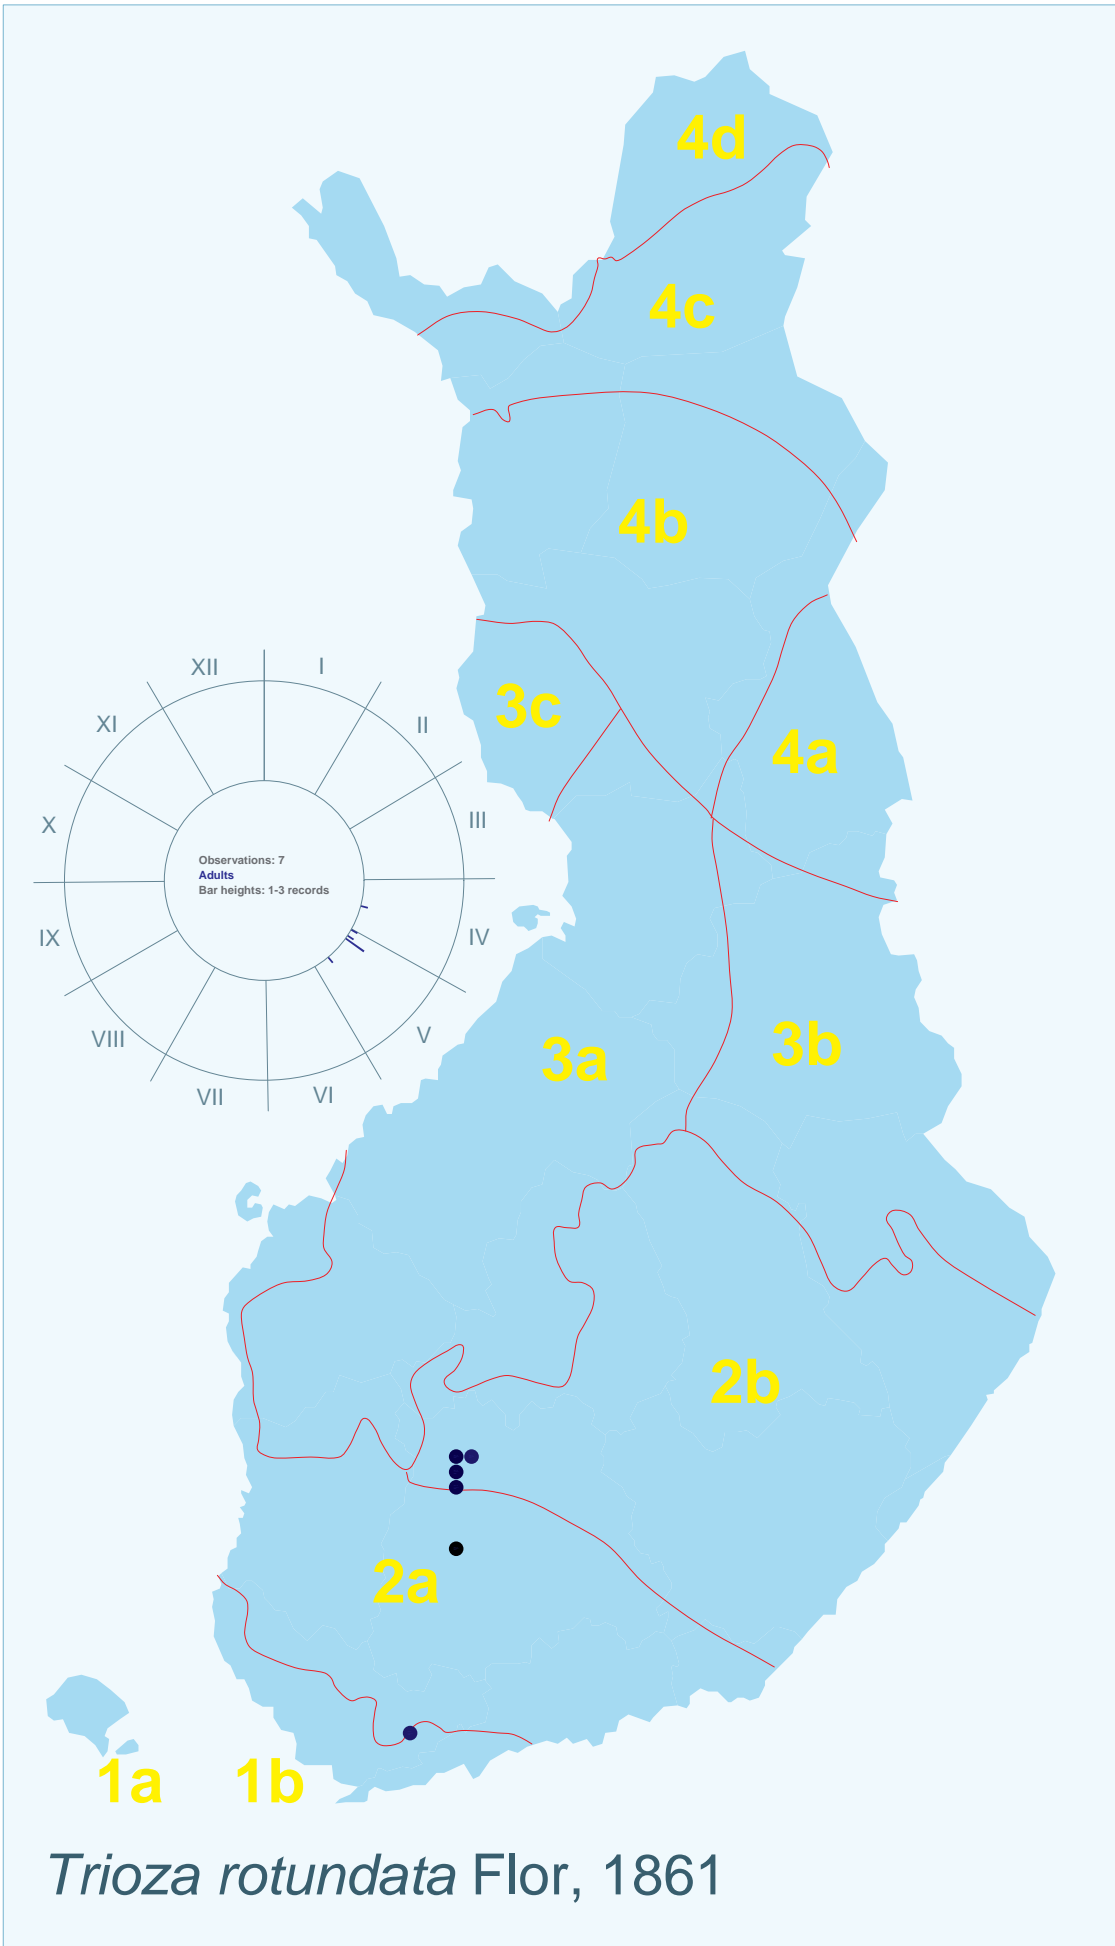 4d
4c
4b
XII
I
XI
II
3c
4a
X
III
Observations: 7
Adults
Bar heights: 1-3 records
IX
IV
VIII
V
3a
3b
VII
VI
2b
2a
1a
1b
Trioza rotundata Flor, 1861